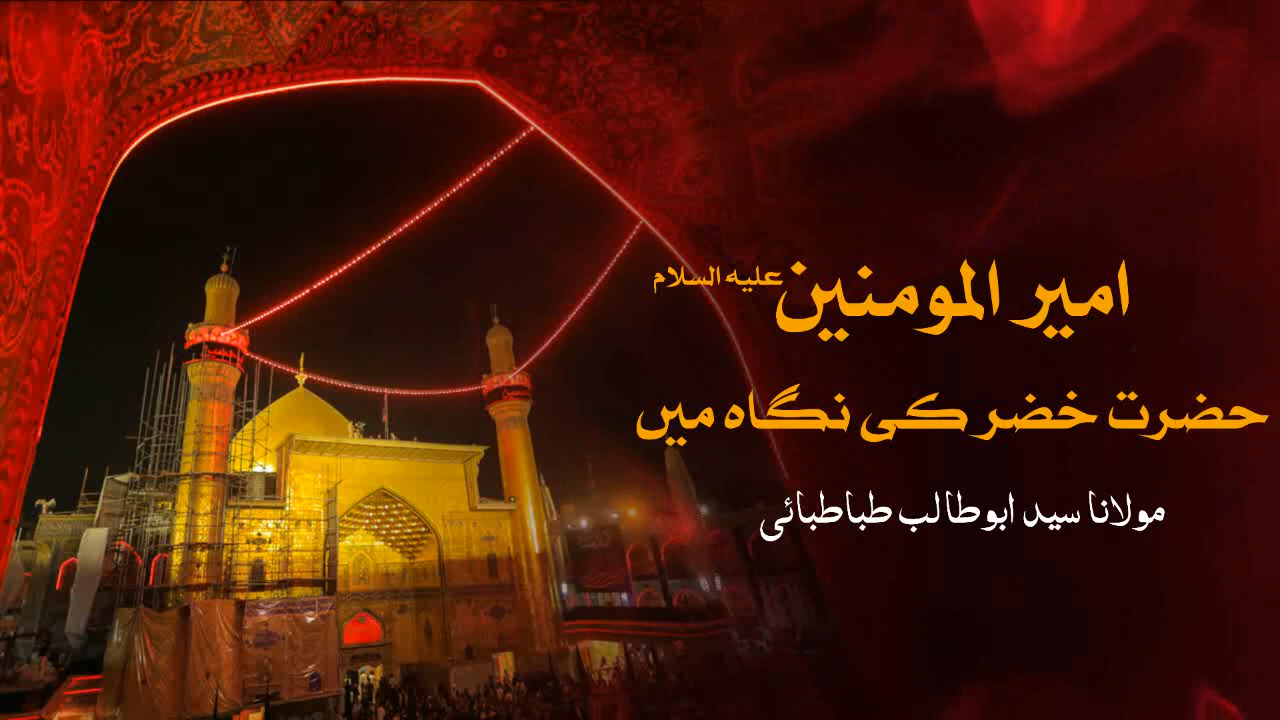 امیر المومنین علیہ السلام
حضرت خضر کی نگاہ میں
مولانا سید ابوطالب طباطبائی